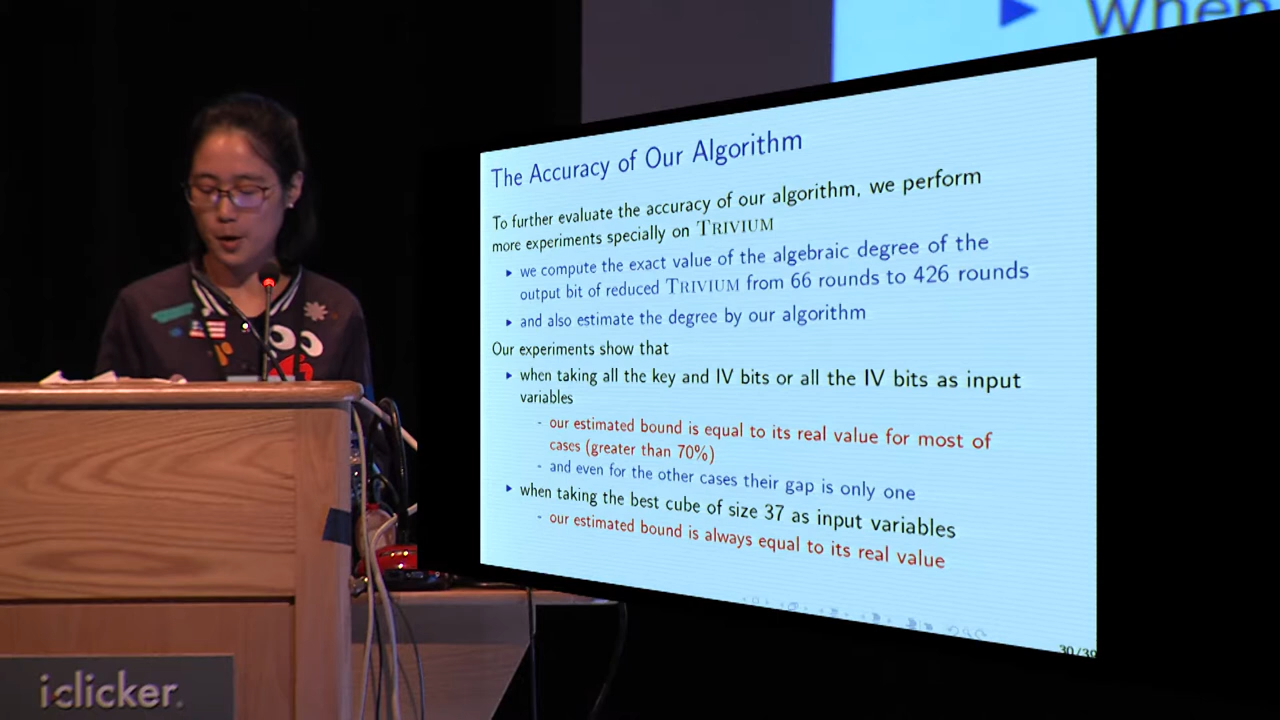 When
The Accuracy of Our Algorithm
To further evaluate the accuracy of our algorithm, we perform
more experiments specially on TRIVIUM
we compute the exact value of the algebraic degree of the
output bit of reduced TRIVIUM from 66 rounds to 426 rounds
and also estimate the degree by our algorithm
Our experiments show that
when taking all the key and IV bits or all the IV bits as input
variables
- our estimated bound is equal to its real value for most of
cases (greater than 70%)
- and even for the other cases their gap is only one
when taking the best cube of size 37 as input variables
- our estimated bound is always equal to its real value
30/39
iclicker.